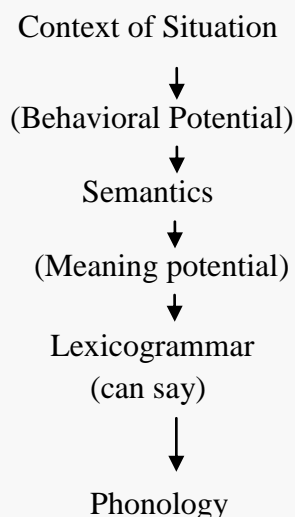 Context of Situation
(Behavioral Potential)
Semantics
(Meaning potential)
Lexicogrammar
(can say)
Phonology